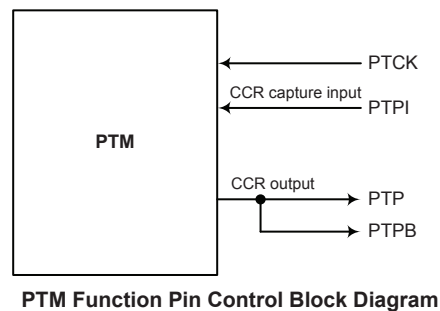 PTCK
CCR capture input
PTPI
PTM
CCR output
PTP
PTPB
PTM Function Pin Control Block Diagram